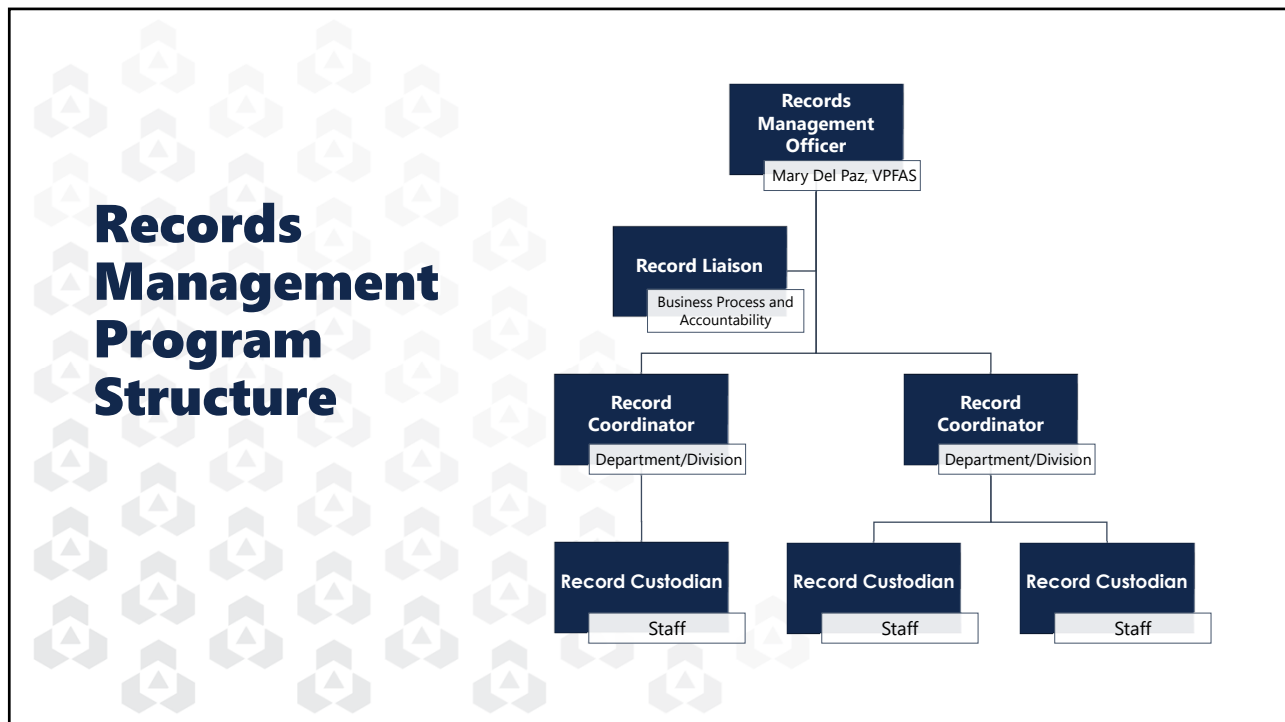 Records
Management
Program
Structure
Records
Management
Officer
Mary Del Paz, VPFAS
Record Liaison
Business Process and
Accountability
Record
Coordinator
Department/Division
Record
Coordinator
Department/Division
Record Custodian
Staff
Record Custodian
Staff
Record Custodian
Staff